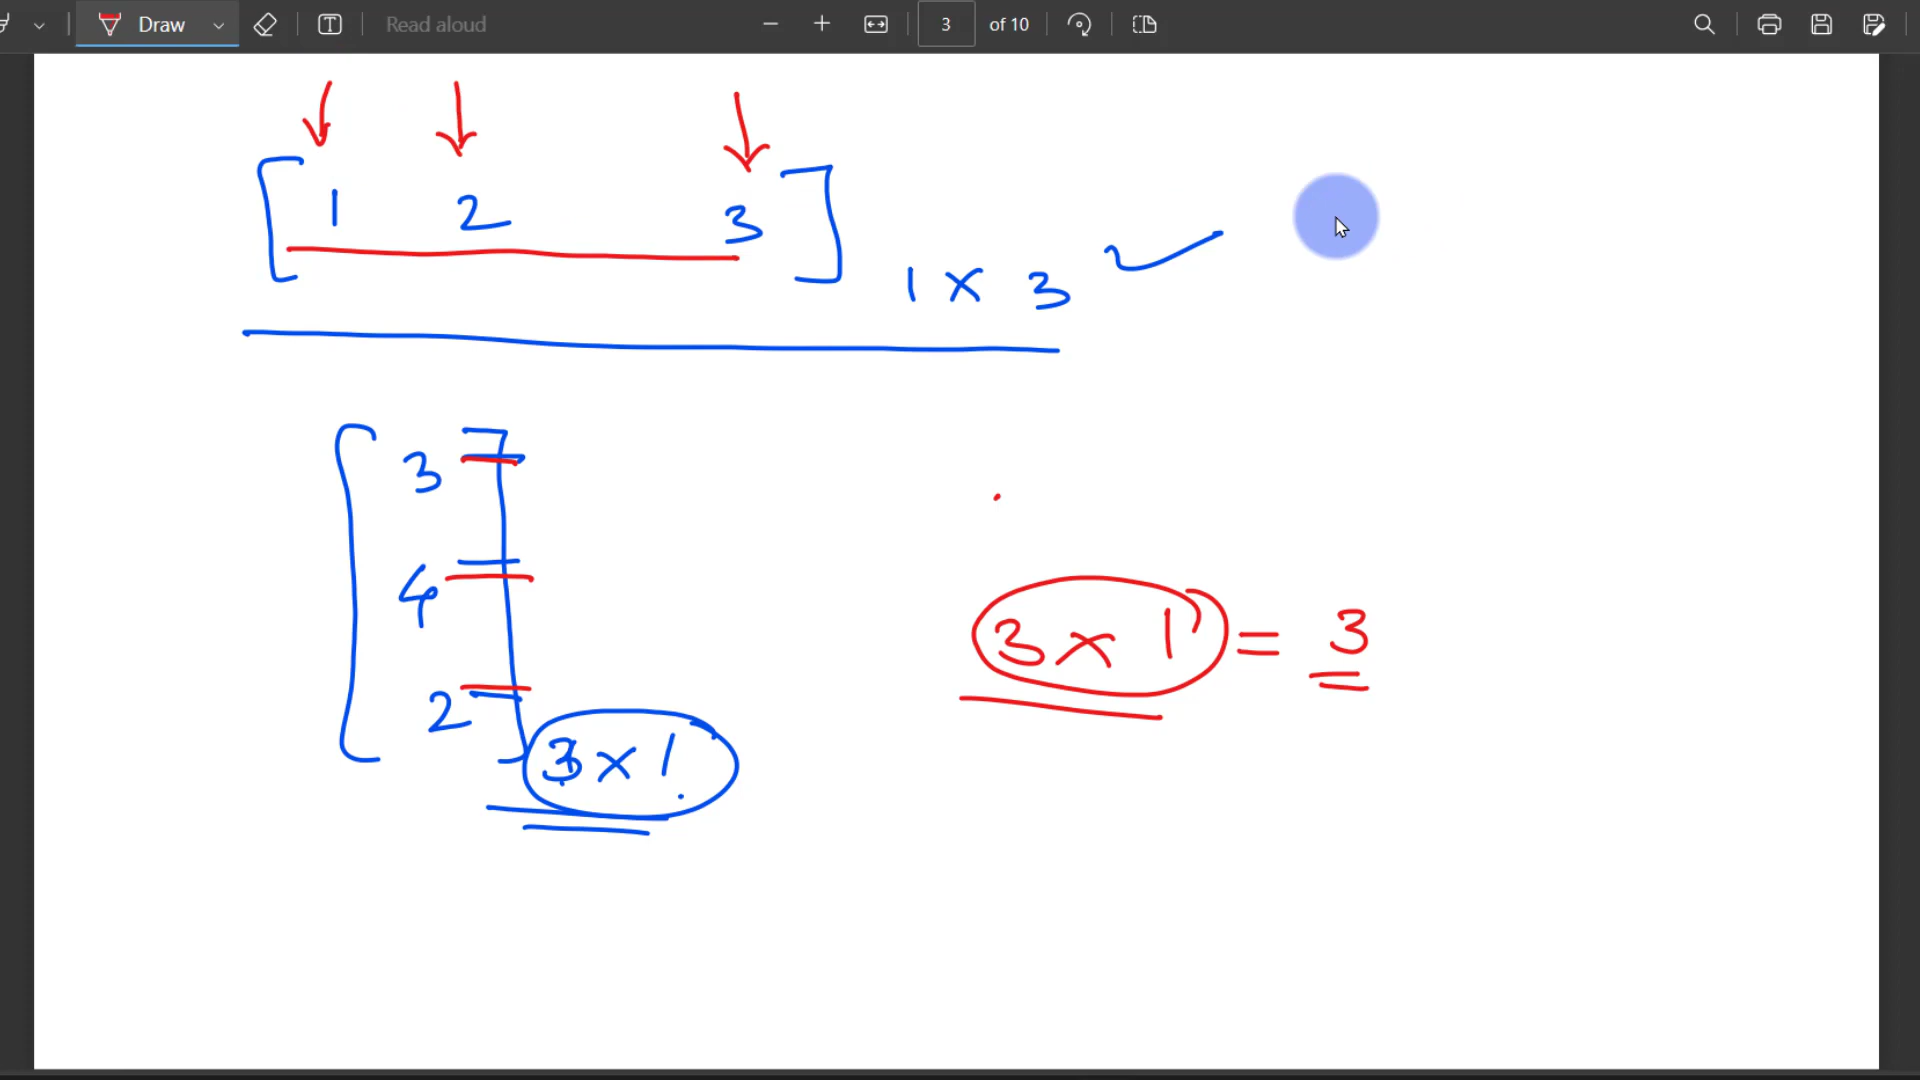 Draw Read aloud 3 of 10
[ 1 2 3 ] 1 x 3
[ 3
4
2 ] 3 x 1
3 x 1 = 3